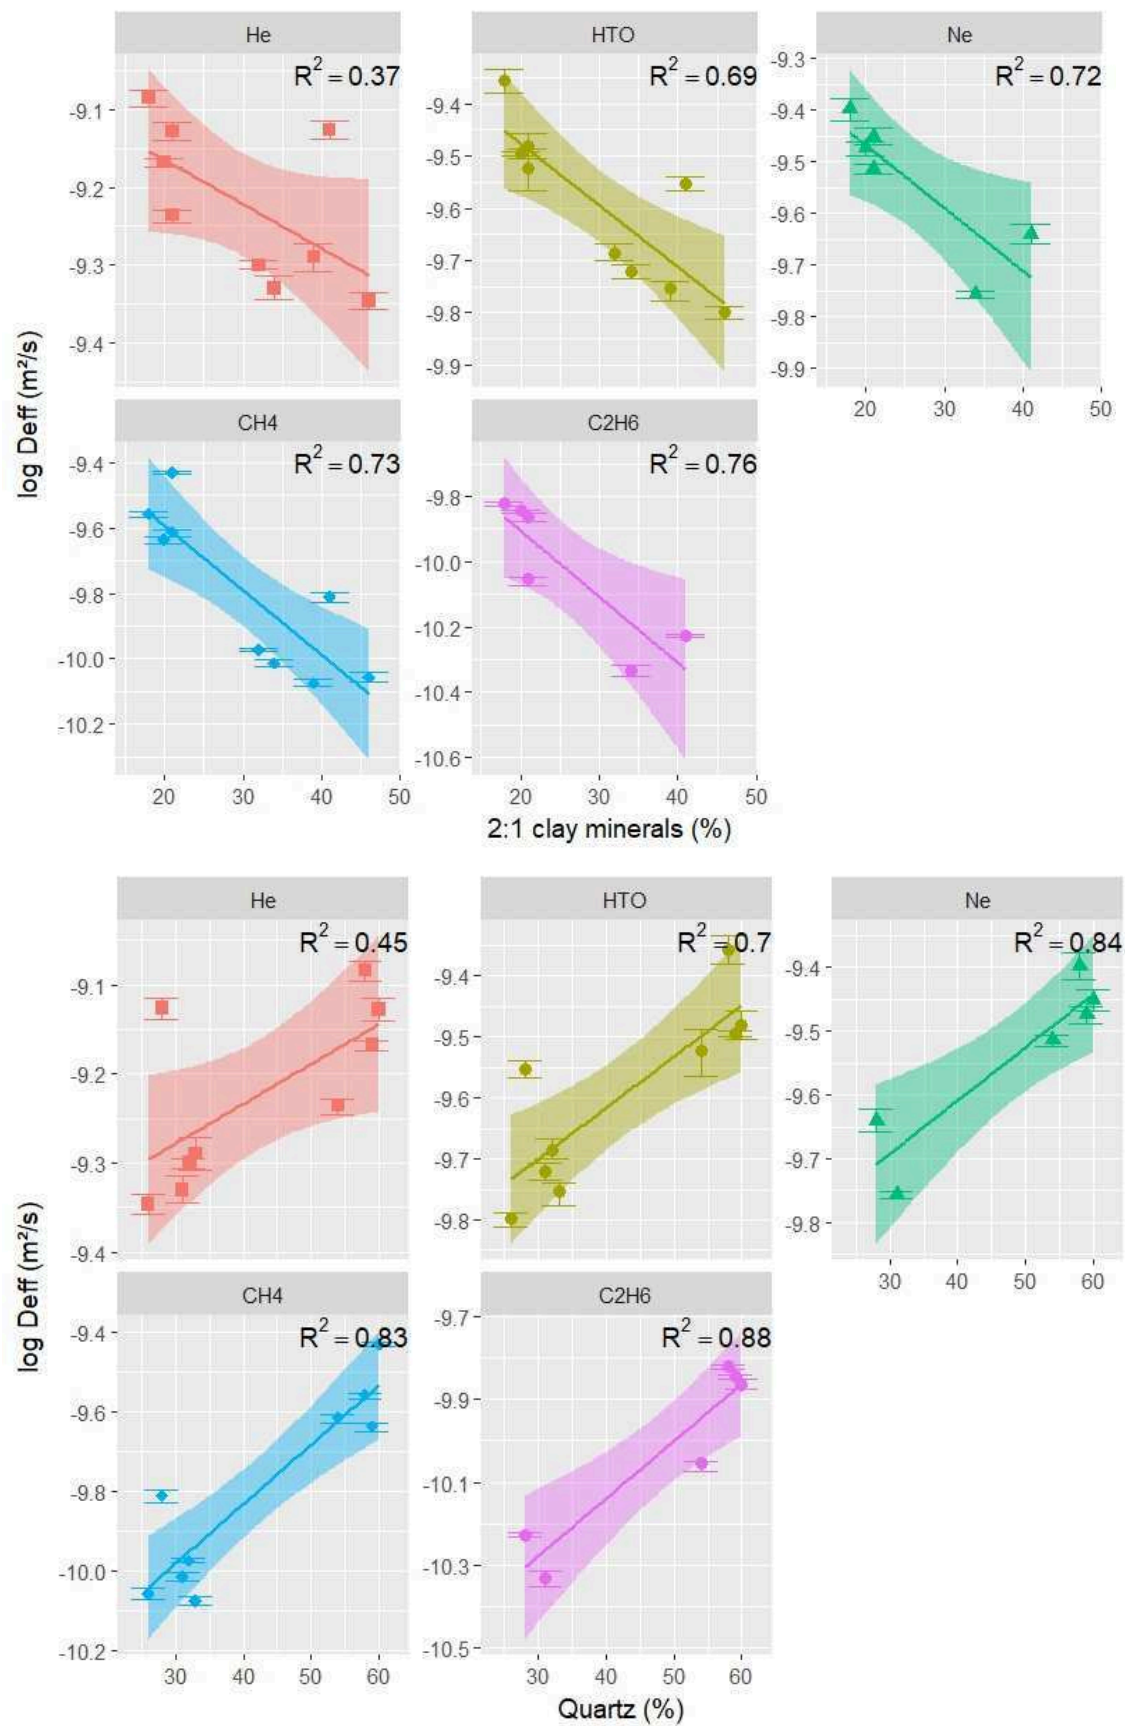 He HTO Ne
R² = 0.37 R² = 0.69 R² = 0.72
-9.1 -9.2 -9.3 -9.4
-9.4 -9.5 -9.6 -9.7 -9.8 -9.9
-9.3 -9.4 -9.5 -9.6 -9.7 -9.8 -9.9
20 30 40 50
CH4 C2H6
R² = 0.73 R² = 0.76
-9.4 -9.6 -9.8 -10.0 -10.2
-9.8 -10.0 -10.2 -10.4 -10.6
20 30 40 50 20 30 40 50
log Deff (m²/s)
2:1 clay minerals (%)
He HTO Ne
R² = 0.45 R² = 0.7 R² = 0.84
-9.1 -9.2 -9.3 -9.4
-9.4 -9.5 -9.6 -9.7 -9.8
-9.4 -9.5 -9.6 -9.7 -9.8
30 40 50 60
CH4 C2H6
R² = 0.83 R² = 0.88
-9.4 -9.6 -9.8 -10.0 -10.2
-9.7 -9.9 -10.1 -10.3 -10.5
30 40 50 60 30 40 50 60
log Deff (m²/s)
Quartz (%)